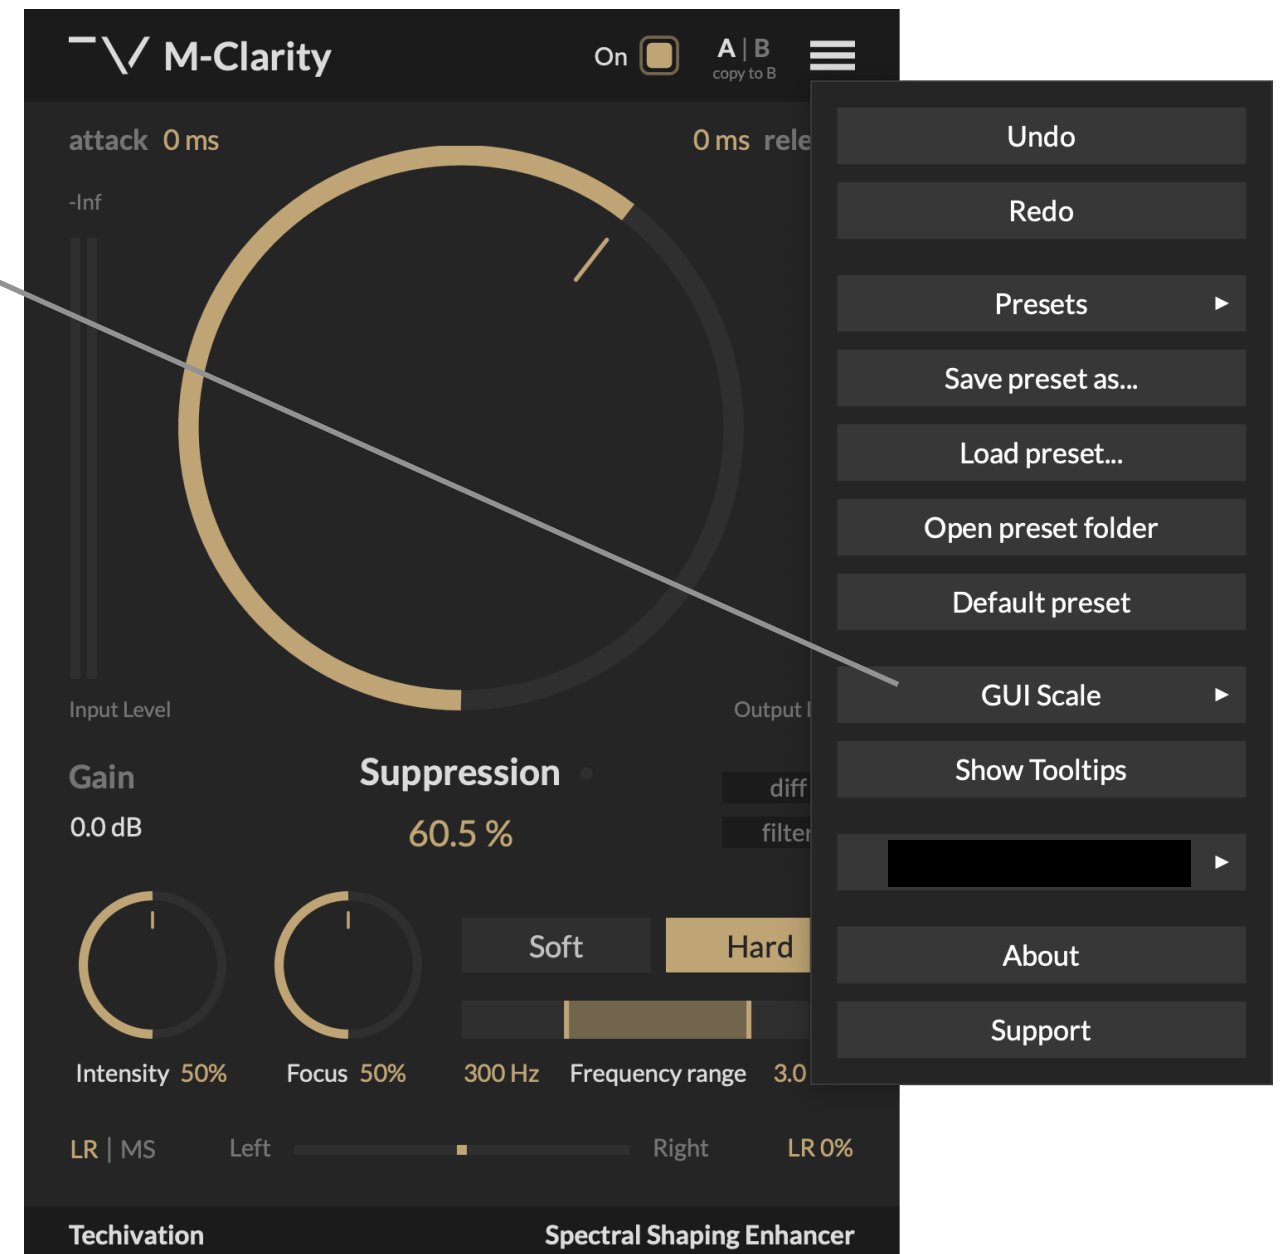 M-Clarity
On
A | B
copy to B
attack 0 ms
0 ms rele
-Inf
Input Level
Output
Gain
0.0 dB
Suppression
60.5 %
diff
filter
Soft
Hard
Intensity 50%
Focus 50%
300 Hz Frequency range 3.0
LR | MS
Left
Right
LR 0%
Techivation
Spectral Shaping Enhancer
Undo
Redo
Presets
Save preset as...
Load preset...
Open preset folder
Default preset
GUI Scale
Show Tooltips
About
Support